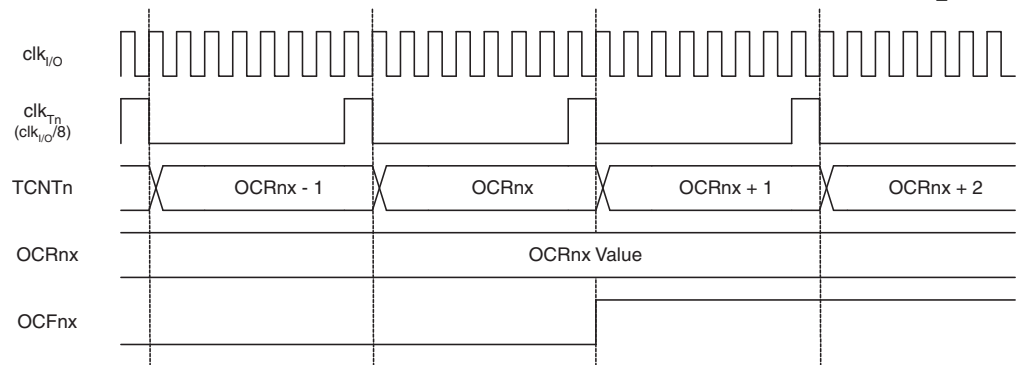 clkI/O
clkTn
(clkI/O/8)
TCNTn
OCRnx - 1
OCRnx
OCRnx + 1
OCRnx + 2
OCRnx
OCRnx Value
OCFnx